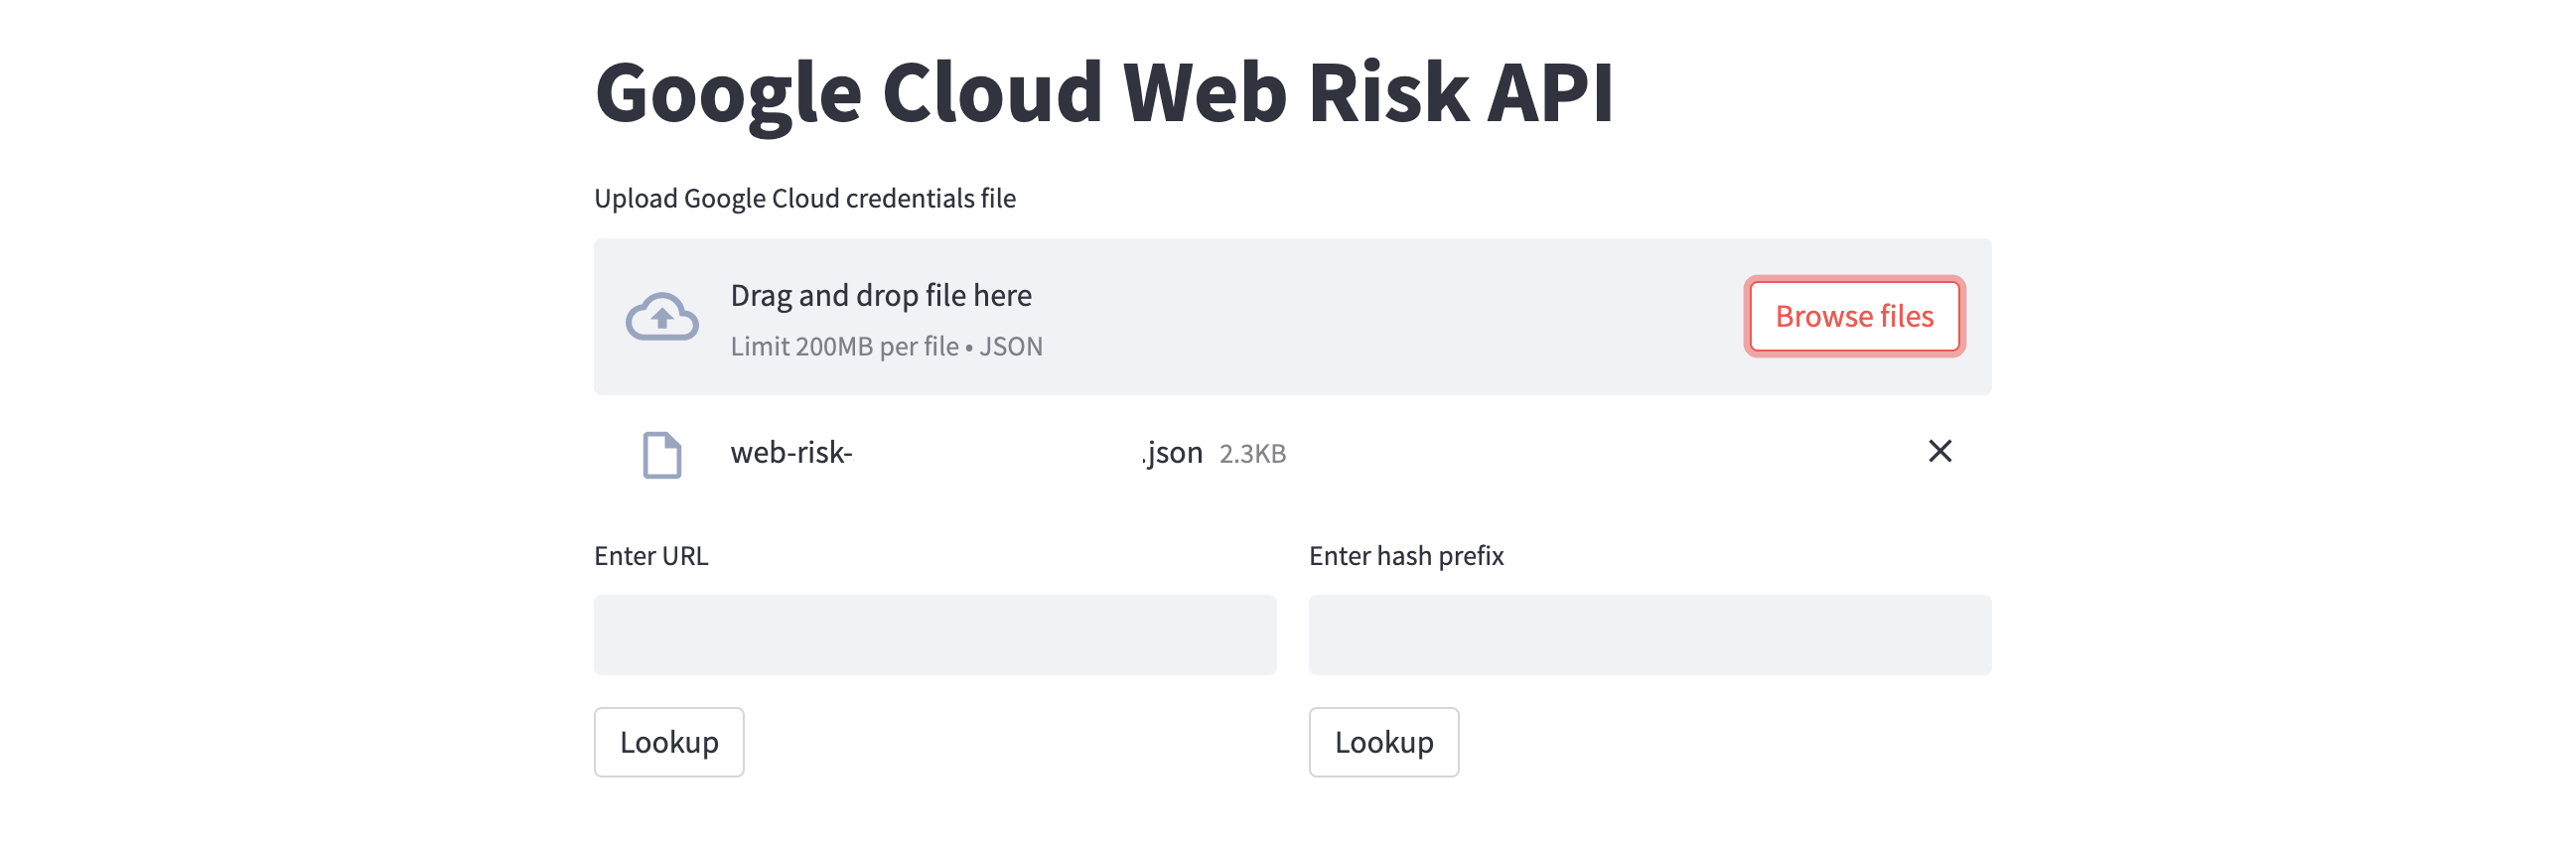 Google Cloud Web Risk API
Upload Google Cloud credentials file
Drag and drop file here
Limit 200MB per file • JSON
Browse files
web-risk- .json 2.3KB
Enter URL
Enter hash prefix
Lookup
Lookup